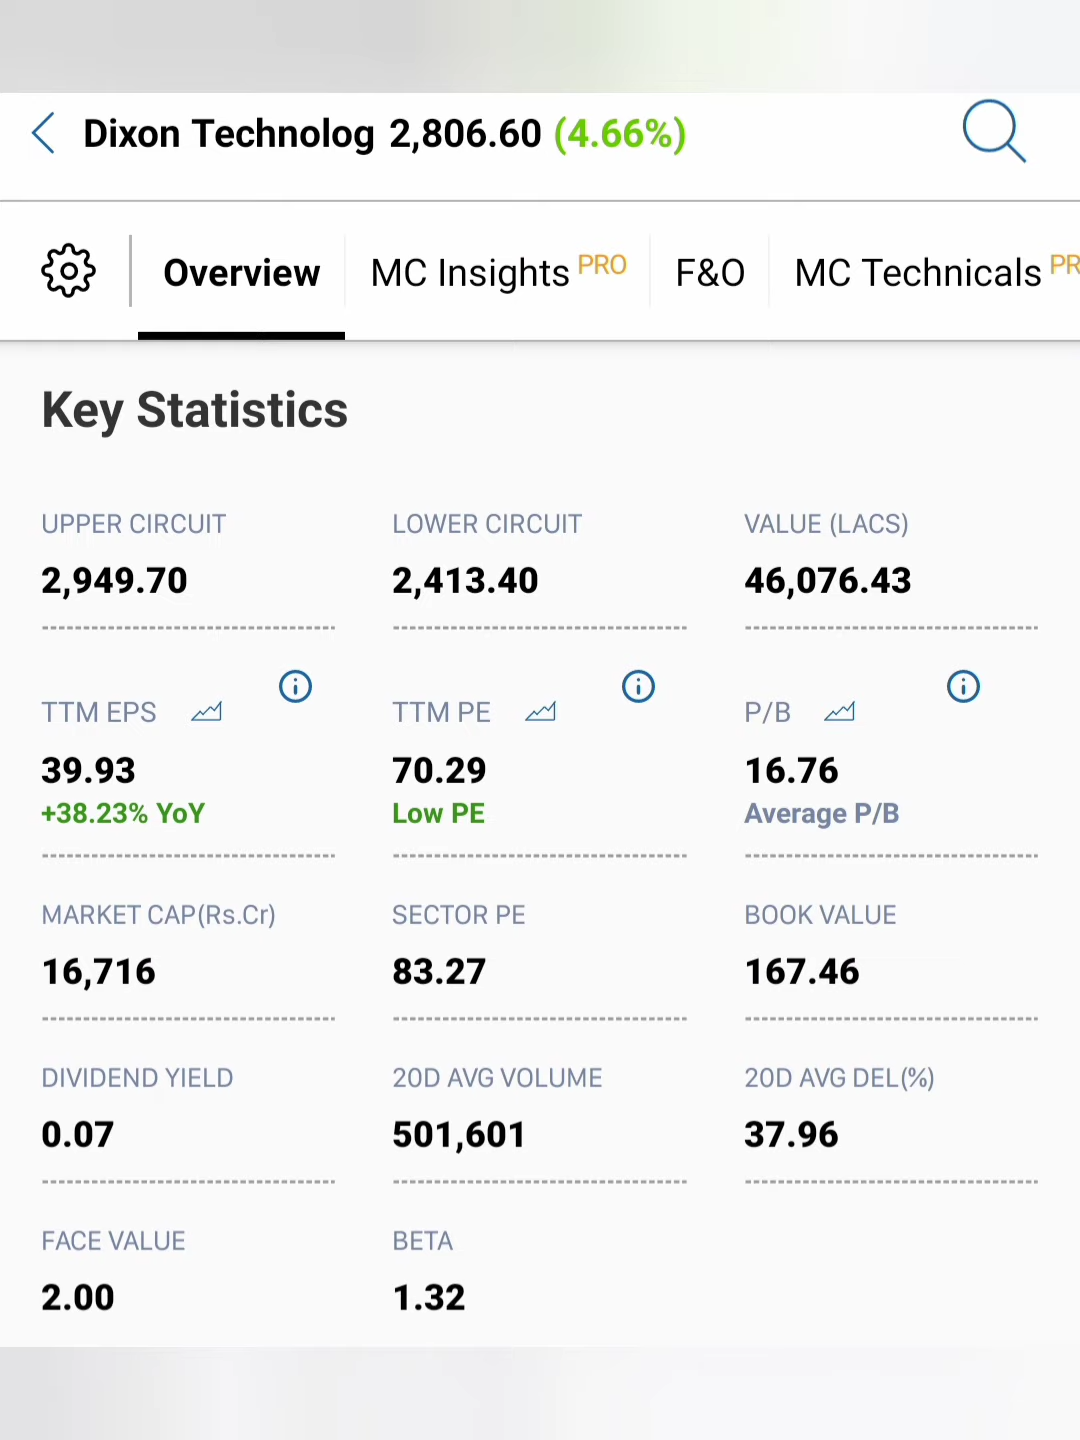 Dixon Technolog 2,806.60 (4.66%)
Overview MC Insights PRO F&O MC Technicals PR
Key Statistics
UPPER CIRCUIT LOWER CIRCUIT VALUE (LACS)
2,949.70 2,413.40 46,076.43
TTM EPS TTM PE P/B
39.93 70.29 16.76
+38.23% YoY Low PE Average P/B
MARKET CAP(Rs.Cr) SECTOR PE BOOK VALUE
16,716 83.27 167.46
DIVIDEND YIELD 20D AVG VOLUME 20D AVG DEL(%)
0.07 501,601 37.96
FACE VALUE BETA
2.00 1.32